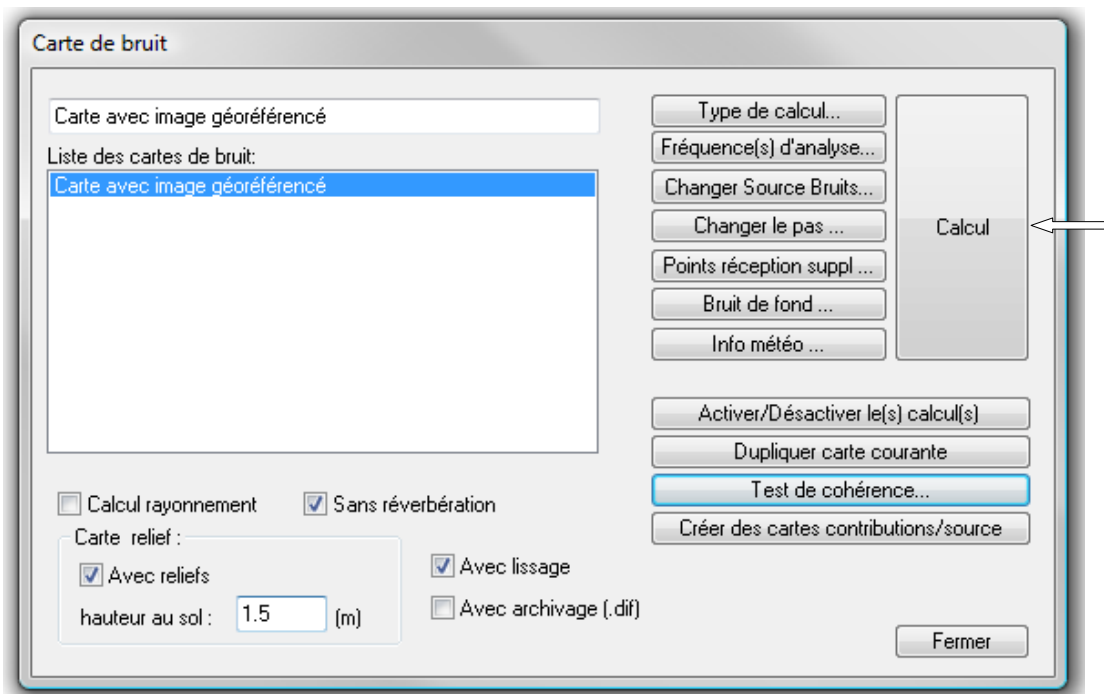 Carte de bruit
Carte avec image géoréférencé
Liste des cartes de bruit:
Carte avec image géoréférencé
Type de calcul...
Fréquence(s) d'analyse...
Changer Source Bruits...
Changer le pas ...
Points réception suppl ...
Bruit de fond ...
Info météo ...
Calcul
Activer/Désactiver le(s) calcul(s)
Dupliquer carte courante
Test de cohérence...
Créer des cartes contributions/source
Calcul rayonnement
Sans réverbération
Carte relief :
Avec reliefs
hauteur au sol : 1.5 (m)
Avec lissage
Avec archivage (.dif)
Fermer